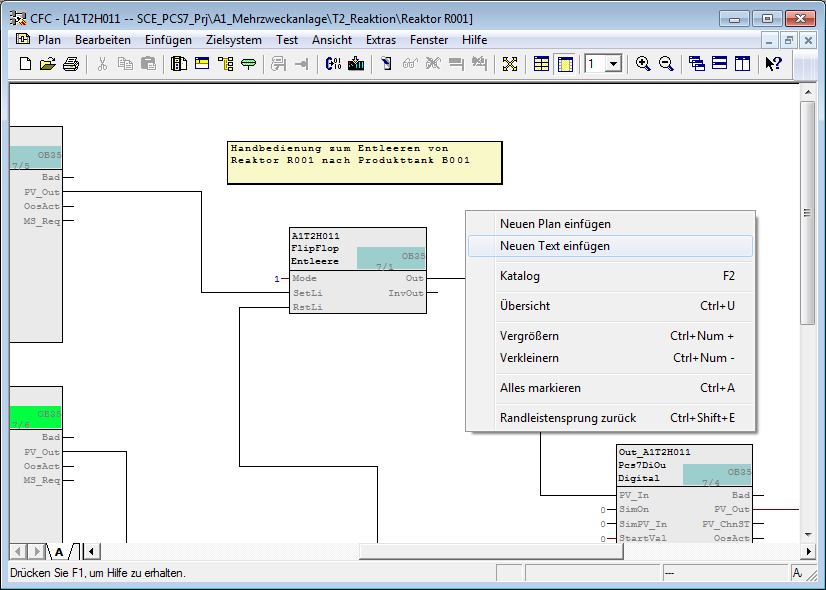 CFC - [A1T2H011 -- SCE_PCS7_Prj\A1_Mehrzweckanlage\T2_Reaktion\Reaktor R001]
Plan Bearbeiten Einfügen Zielsystem Test Ansicht Extras Fenster Hilfe
1
OB35
7/5
Bad
PV_Out
OosAct
MS_Req
Handbedienung zum Entleeren von
Reaktor R001 nach Produkttank B001
A1T2H011
FlipFlop
Entleere
OB35
7/1
1
Mode
Out
SetLi
InvOut
RstLi
Neuen Plan einfügen
Neuen Text einfügen
Katalog F2
Übersicht Ctrl+U
Vergrößern Ctrl+Num +
Verkleinern Ctrl+Num -
Alles markieren Ctrl+A
Randleistensprung zurück Ctrl+Shift+E
OB35
7/6
Bad
PV_Out
OosAct
MS_Req
Out_A1T2H011
Pcs7DiOu
Digital
OB35
7/4
PV_In
Bad
0
SimOn
PV_Out
0
SimPV_In
PV_ChnST
0
StartVal
OosAct
A
Drücken Sie F1, um Hilfe zu erhalten.
---
A